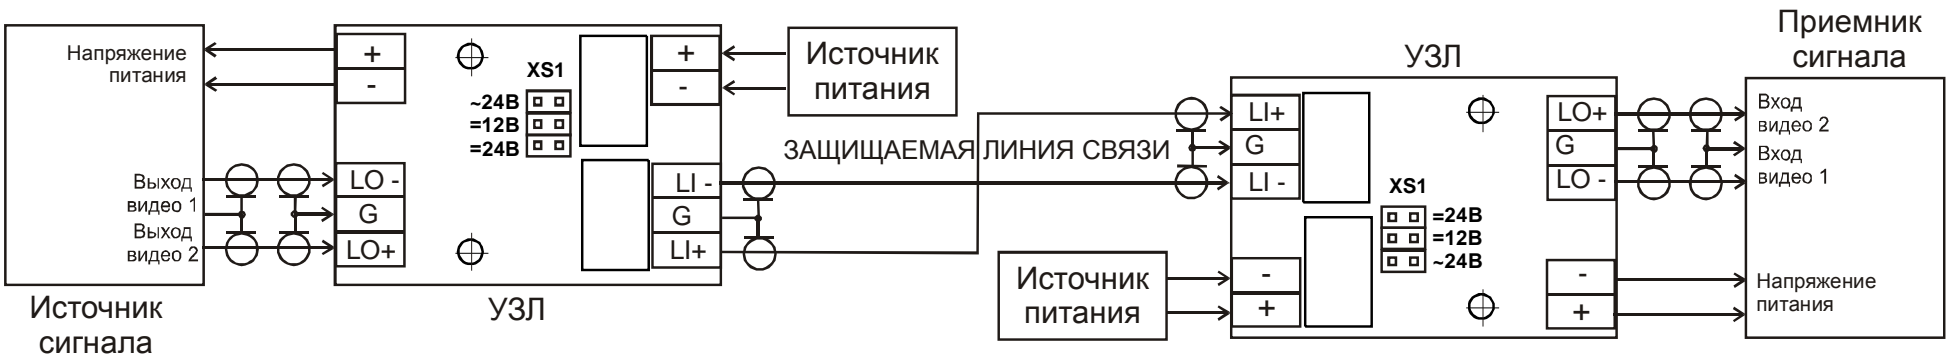 Напряжение
питания
Выход
видео 1
Выход
видео 2
Источник
сигнала
+
-
XS1
~24В
=12В
=24В
LO -
G
LO+
+
-
LI -
G
LI+
УЗЛ
Источник
питания
ЗАЩИЩАЕМАЯ ЛИНИЯ СВЯЗИ
Источник
питания
УЗЛ
LI+
G
LI -
-
+
XS1
=24В
=12В
~24В
LO+
G
LO -
-
+
Приемник
сигнала
Вход
видео 2
Вход
видео 1
Напряжение
питания